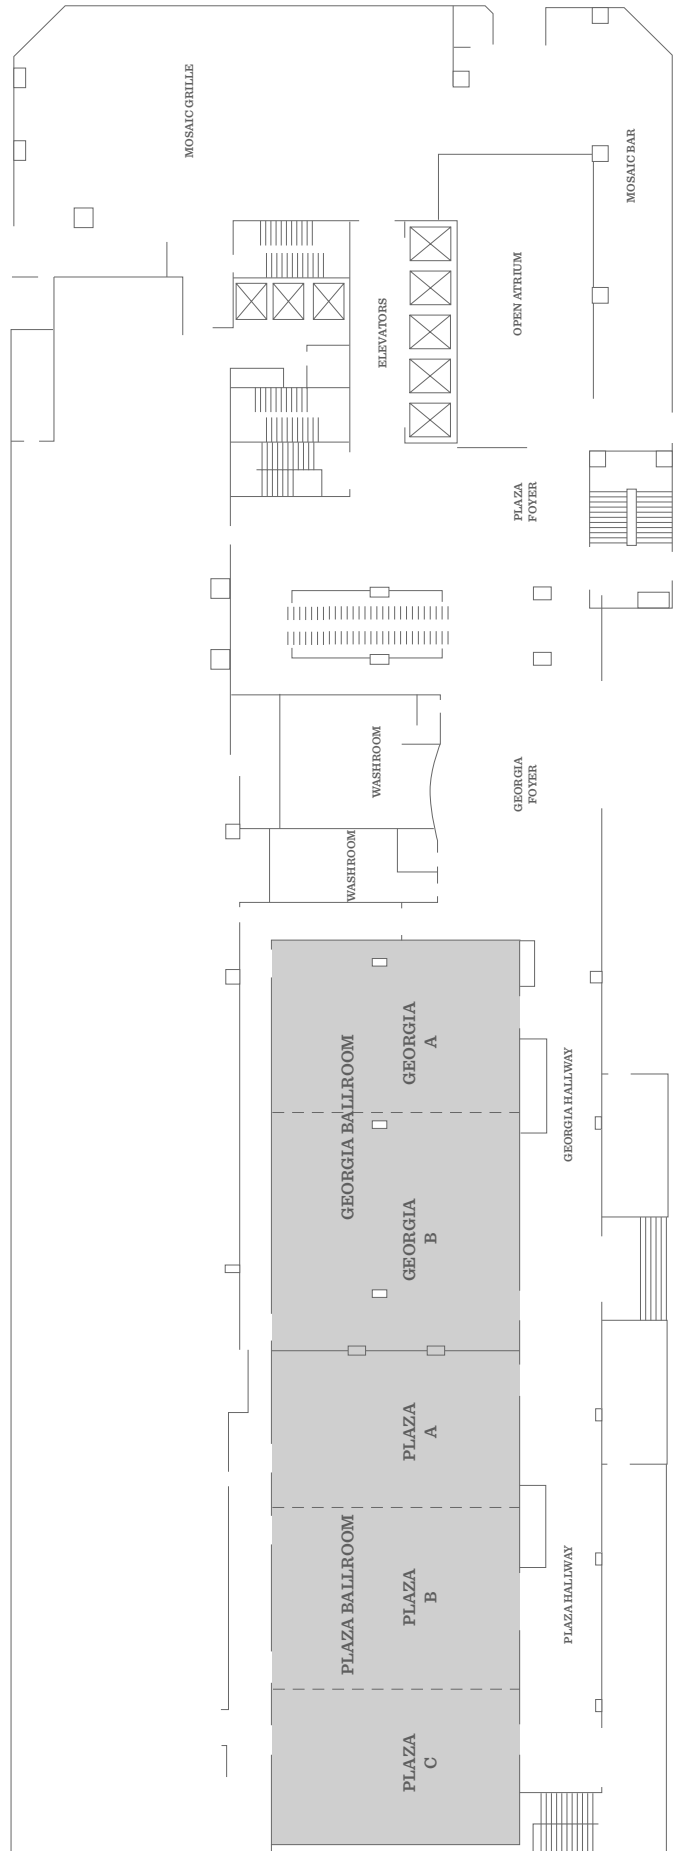 MOSAIC GRILLE
MOSAIC BAR
OPEN ATRIUM
ELEVATORS
PLAZA
FOYER
WASHROOM
GEORGIA
FOYER
WASHROOM
GEORGIA BALLROOM
GEORGIA
A
GEORGIA HALLWAY
GEORGIA
B
PLAZA
A
PLAZA BALLROOM
PLAZA
B
PLAZA HALLWAY
PLAZA
C